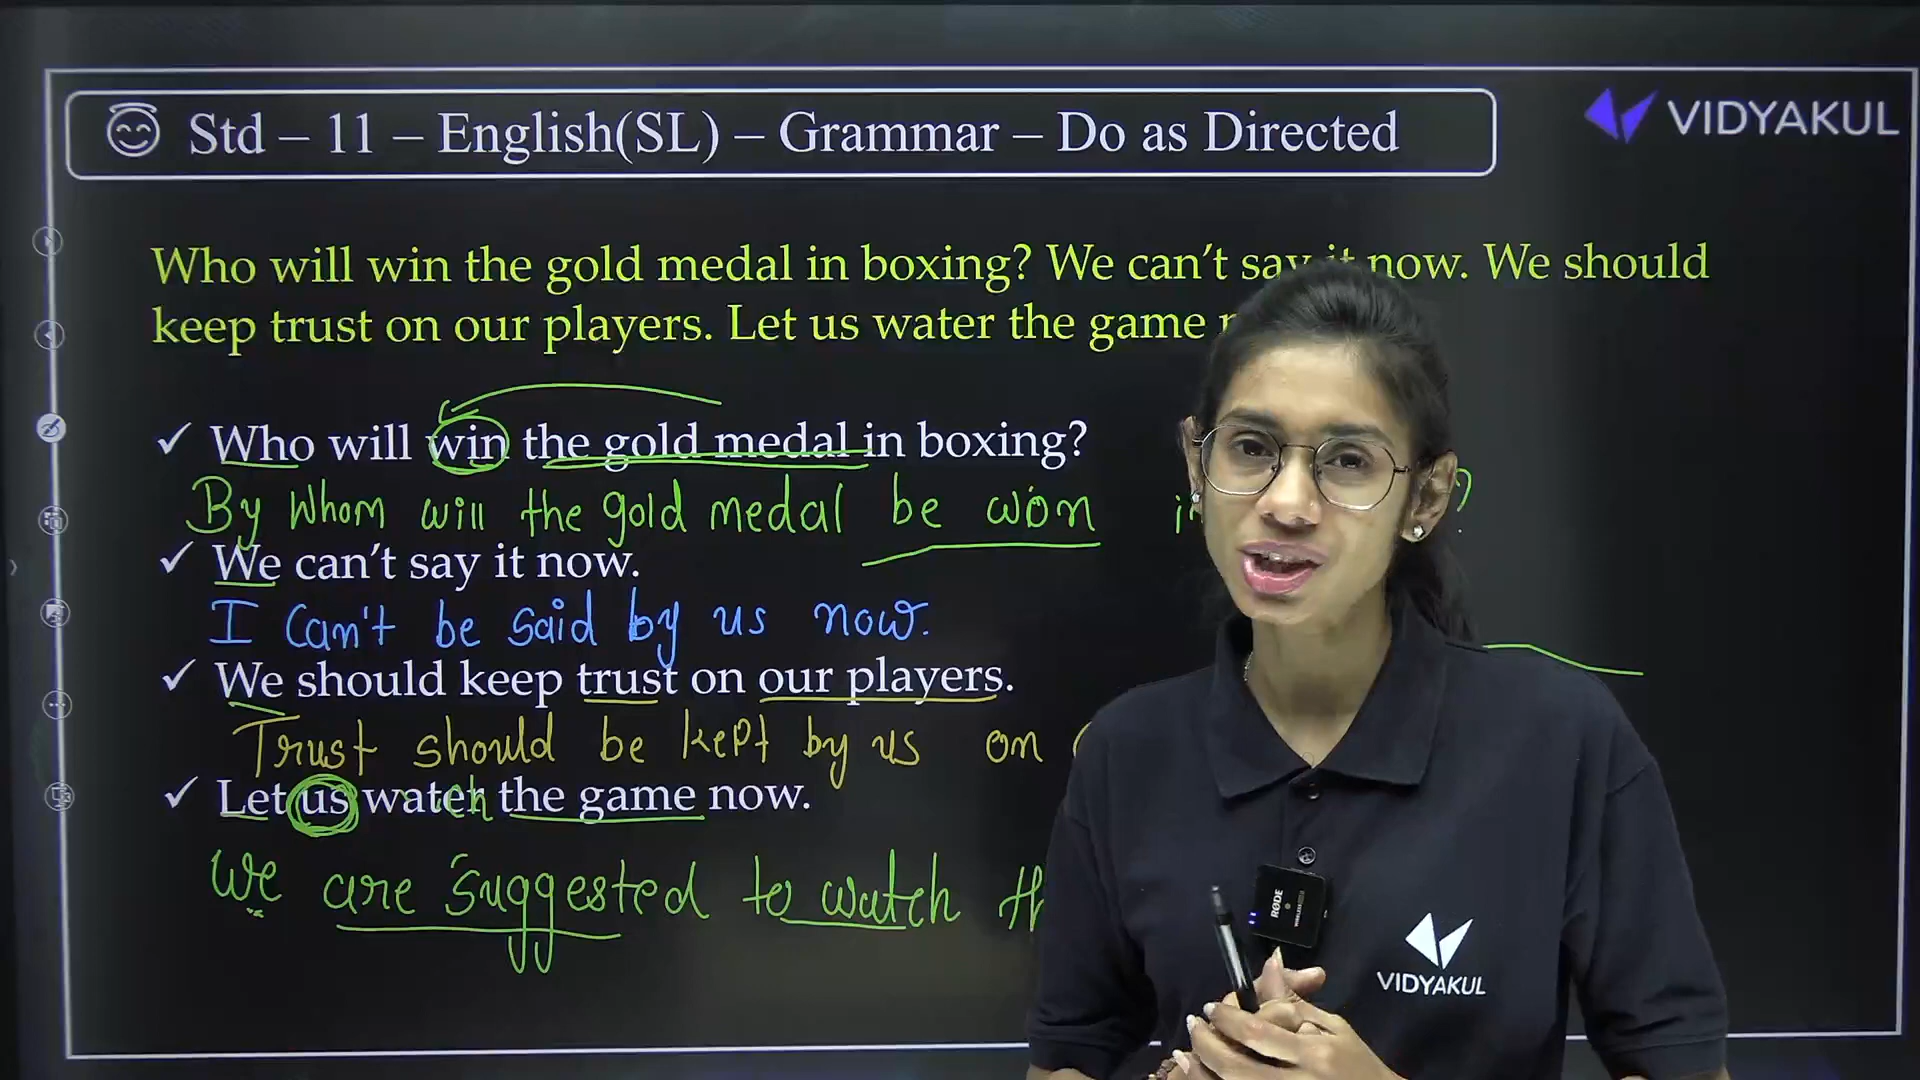 Std – 11 – English(SL) – Grammar – Do as Directed
VIDYAKUL
Who will win the gold medal in boxing? We can't say it now. We should
keep trust on our players. Let us water the game
✓ Who will win the gold medal in boxing?
By whom will the gold medal be won ?
✓ We can't say it now.
I can't be said by us now.
✓ We should keep trust on our players.
Trust should be kept by us on
✓ Let us water the game now.
ch
We are suggested to watch
RODE
VIDYAKUL